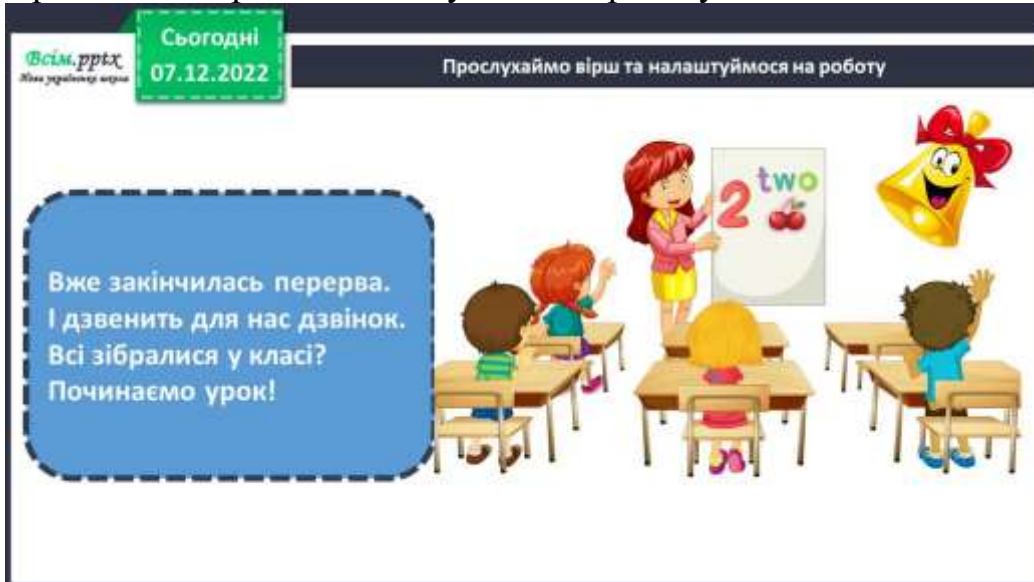 Сьогодні
07.12.2022
Всім.pptx
Нова українська школа
Прослухаймо вірш та налаштуймося на роботу
Вже закінчилась перерва.
І дзвенить для нас дзвінок.
Всі зібралися у класі?
Починаємо урок!
2 two